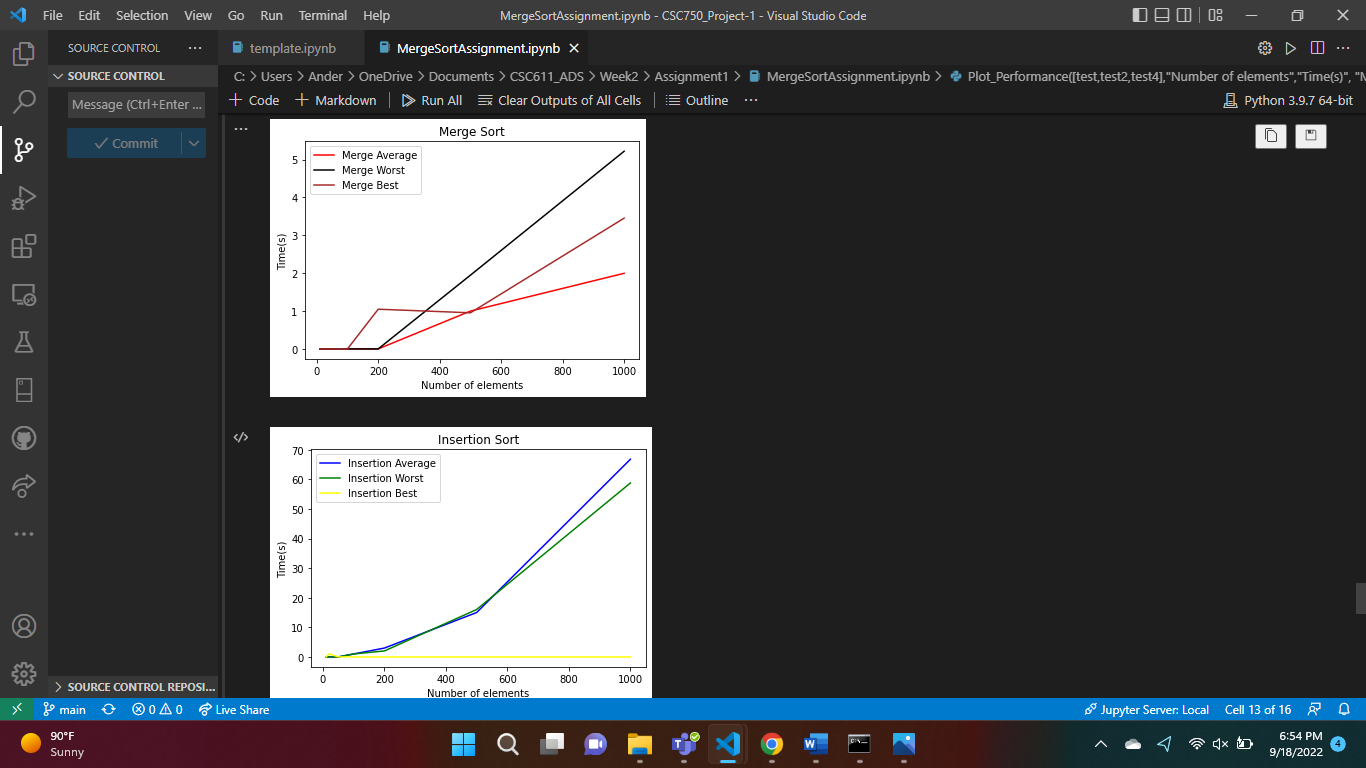 File Edit Selection View Go Run Terminal Help MergeSortAssignment.ipynb - CSC750_Project-1 - Visual Studio Code
SOURCE CONTROL ···
template.ipynb MergeSortAssignment.ipynb
SOURCE CONTROL
C: > Users > Ander > OneDrive > Documents > CSC611_ADS > Week2 > Assignment1 > MergeSortAssignment.ipynb > Plot_Performance([test,test2,test4],"Number of elements","Time(s)", "M
Message (Ctrl+Enter ...
+ Code + Markdown Run All Clear Outputs of All Cells Outline ··· Python 3.9.7 64-bit
Commit
Merge Sort
Merge Average
Merge Worst
Merge Best
5
4
3
2
1
0
Time(s)
0 200 400 600 800 1000
Number of elements
Insertion Sort
Insertion Average
Insertion Worst
Insertion Best
70
60
50
40
30
20
10
0
Time(s)
0 200 400 600 800 1000
Number of elements
SOURCE CONTROL REPOSI...
main 0 0 Live Share Jupyter Server: Local Cell 13 of 16
90°F
Sunny
6:54 PM
9/18/2022 4